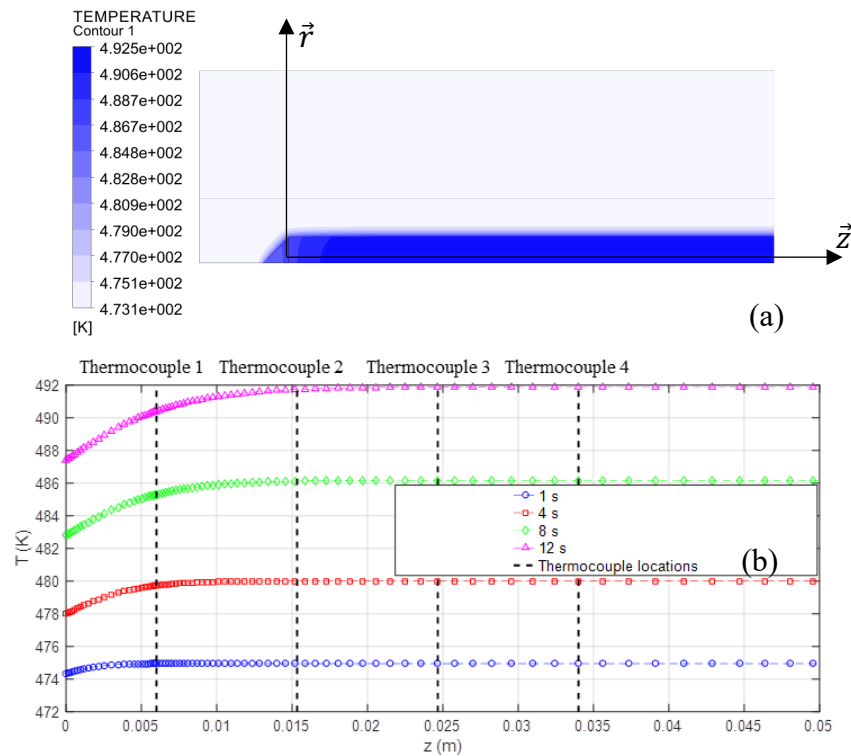 TEMPERATURE
Contour 1
4.925e+002
4.906e+002
4.887e+002
4.867e+002
4.848e+002
4.828e+002
4.809e+002
4.790e+002
4.770e+002
4.751e+002
4.731e+002
[K]
r
z
(a)
Thermocouple 1 Thermocouple 2 Thermocouple 3 Thermocouple 4
492
490
488
486
484
482
480
478
476
474
472
T (K)
1 s
4 s
8 s
12 s
Thermocouple locations
(b)
0 0.005 0.01 0.015 0.02 0.025 0.03 0.035 0.04 0.045 0.05
z (m)